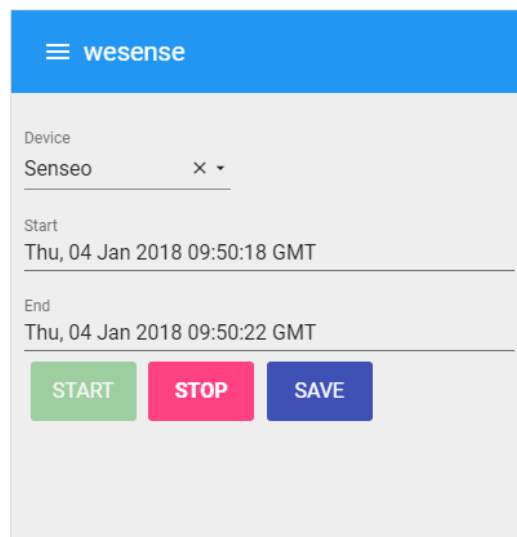 wesense
Device
Senseo
Start
Thu, 04 Jan 2018 09:50:18 GMT
End
Thu, 04 Jan 2018 09:50:22 GMT
START STOP SAVE